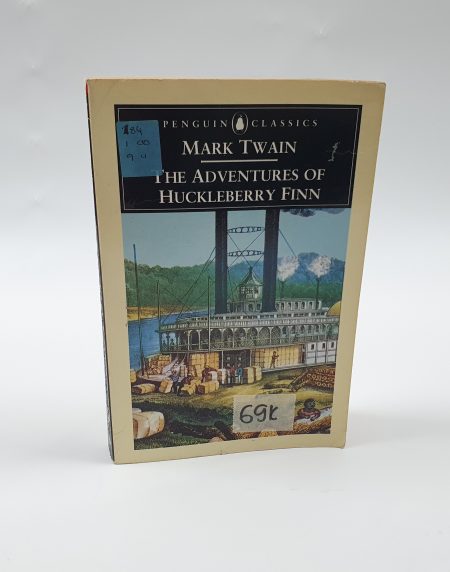 PENGUIN CLASSICS
MARK TWAIN
THE ADVENTURES OF
HUCKLEBERRY FINN
69K